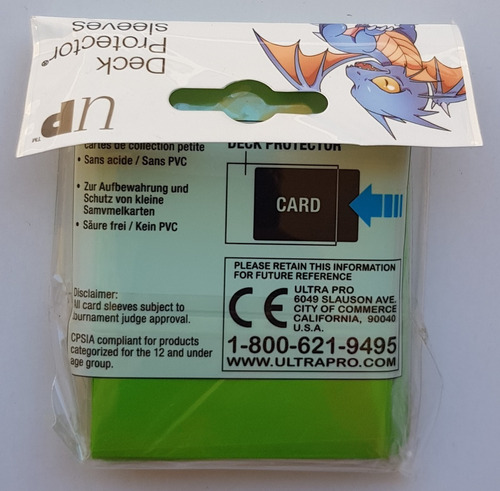 Deck
Protector®
sleeves
UP™
cartes de collection petite
• Sans acide / Sans PVC
• Zur Aufbewahrung und
Schutz von kleine
Samvmelkarten
• Säure frei / Kein PVC
DECK PROTECTOR
CARD
Disclaimer:
All card sleeves subject to
tournament judge approval.
CPSIA compliant for products
categorized for the 12 and under
age group.
PLEASE RETAIN THIS INFORMATION
FOR FUTURE REFERENCE
CE
ULTRA PRO
6049 SLAUSON AVE.
CITY OF COMMERCE
CALIFORNIA, 90040
U.S.A.
1-800-621-9495
WWW.ULTRAPRO.COM